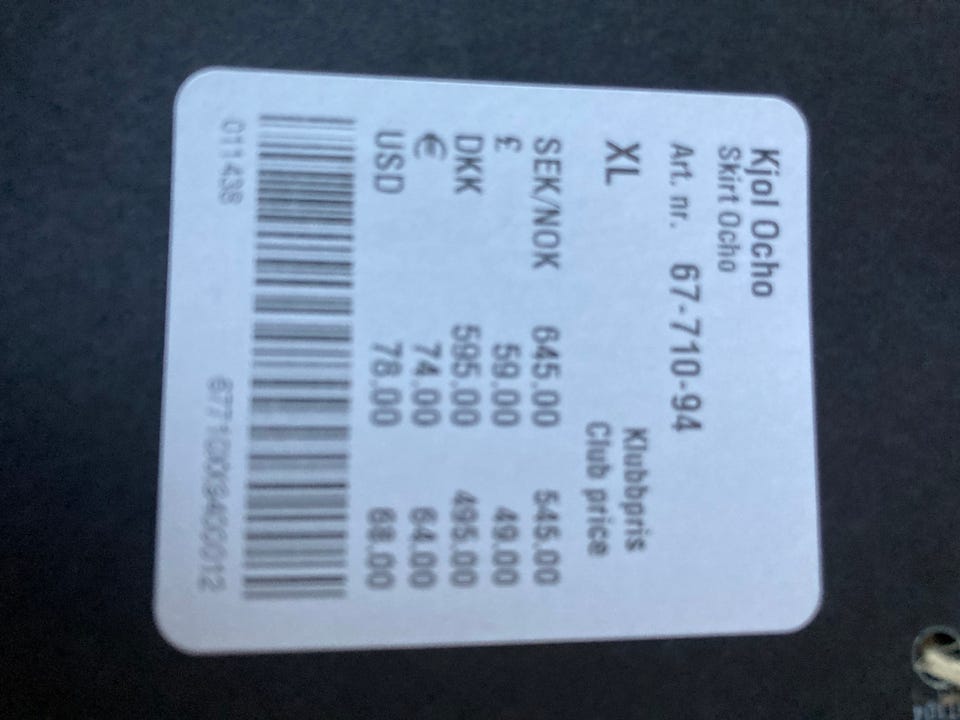 Kjol Ocho
Skirt Ocho
Art. nr. 67-710-94
Klubbpris
XL Club price
SEK/NOK 645.00 545.00
£ 59.00 49.00
DKK 595.00 495.00
€ 74.00 64.00
USD 78.00 68.00
011438